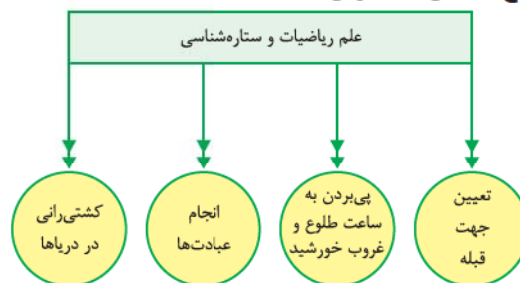 علم ریاضیات و ستاره‌شناسی
تعیین
جهت
قبله
پی‌بردن به
ساعت طلوع و
غروب خورشید
انجام
عبادت‌ها
کشتی‌رانی
در دریاها